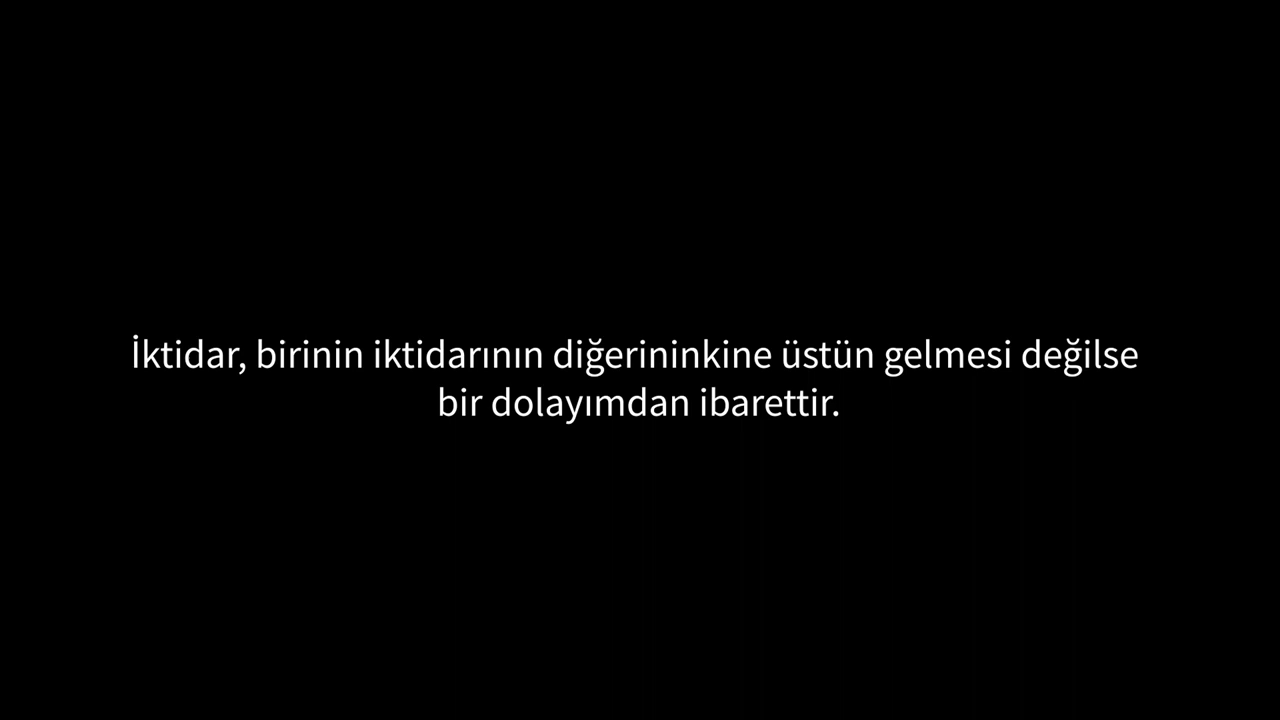 İktidar, birinin iktidarının diğerininkine üstün gelmesi değilse
bir dolayımdan ibarettir.